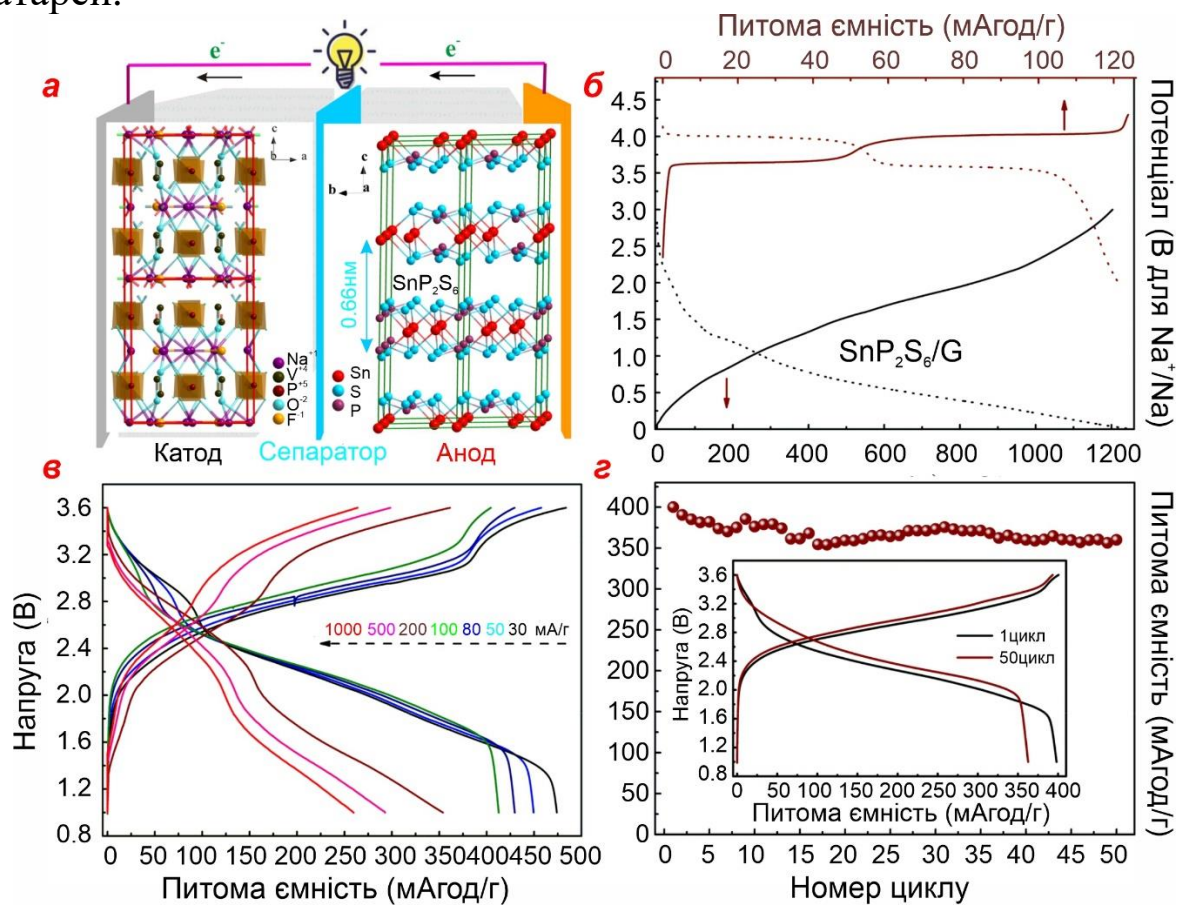 атареї.
Питома ємність (мАгод/г)
e⁻ e⁻
а
б
0 20 40 60 80 100 120
c
b a
c
b a
SnP₂S₆
0.66нм
Na⁺¹
V⁺⁴
P⁺⁵
O⁻²
F⁻¹
Sn
S
P
Катод Сепаратор Анод
4.5
4.0
3.5
3.0
2.5
2.0
1.5
1.0
0.5
0
SnP₂S₆/G
200 400 600 800 1000 1200
Потенціал (В для Na⁺/Na)
в
3.6
3.2
2.8
2.4
2.0
1.6
1.2
0.8
Напруга (В)
1000 500 200 100 80 50 30 мА/г
0 50 100 150 200 250 300 350 400 450 500
Питома ємність (мАгод/г)
г
400
350
300
250
200
150
100
50
0
3.6
3.2
2.8
2.4
2.0
1.6
1.2
0.8
Напруга (В)
1цикл
50цикл
0 50 100 150 200 250 300 350 400
Питома ємність (мАгод/г)
0 5 10 15 20 25 30 35 40 45 50
Номер циклу
Питома ємність (мАгод/г)